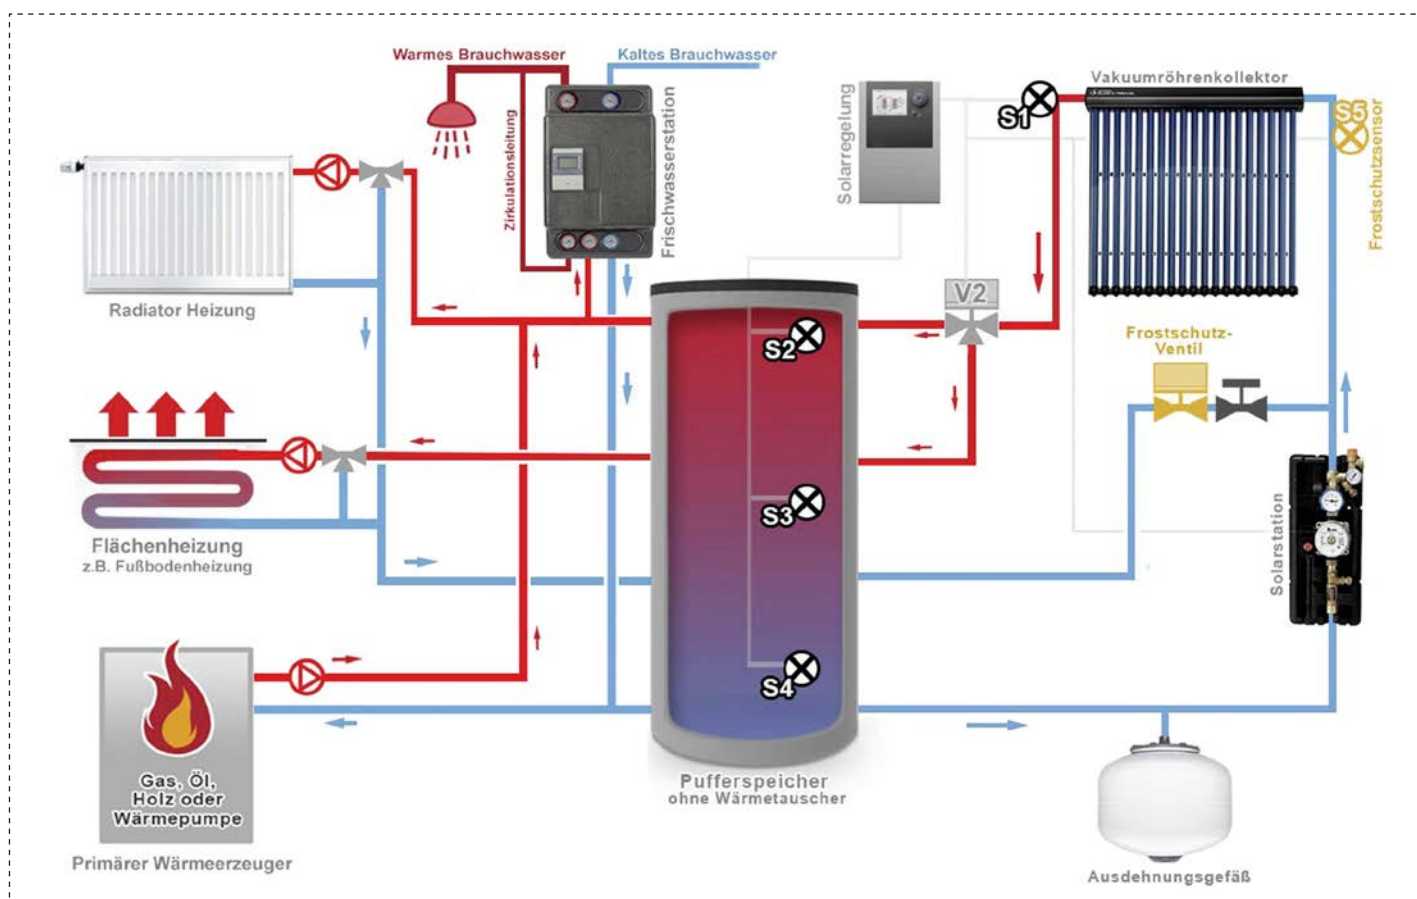 Warmes Brauchwasser
Kaltes Brauchwasser
Zirkulationsleitung
Frischwasserstation
Solarregelung
S1
Vakuumröhrenkollektor
S5
Frostschutzsensor
Radiator Heizung
V2
S2
Frostschutz-
Ventil
S3
Flächenheizung
z.B. Fußbodenheizung
Solarstation
S4
Gas, Öl,
Holz oder
Wärmepumpe
Primärer Wärmeerzeuger
Pufferspeicher
ohne Wärmetauscher
Ausdehnungsgefäß